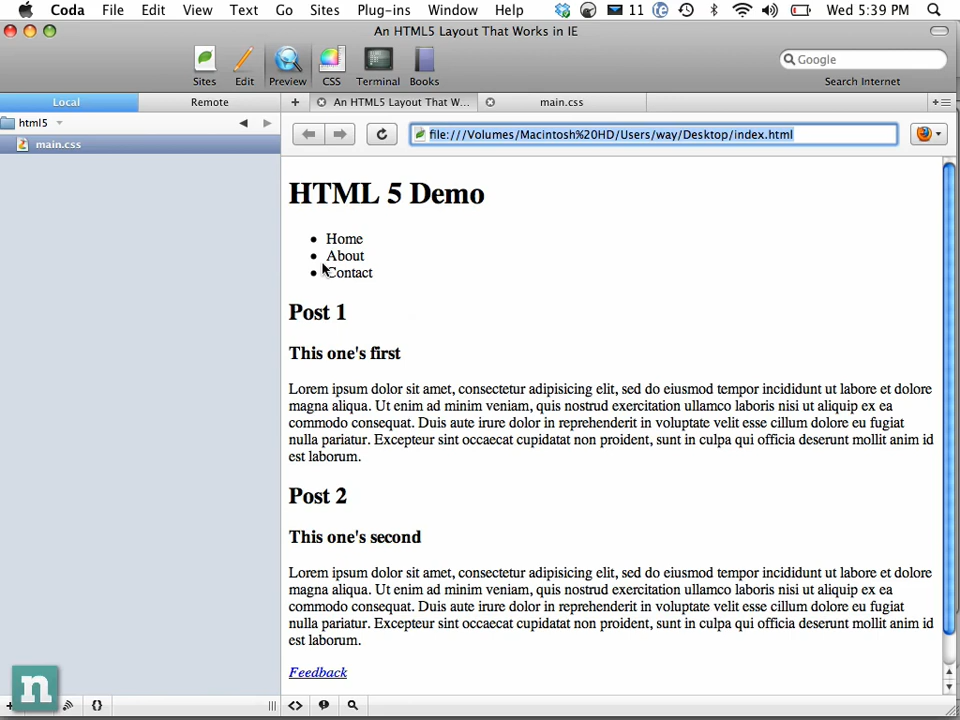 Coda File Edit View Text Go Sites Plug-ins Window Help 11 Wed 5:39 PM
An HTML5 Layout That Works in IE
Sites Edit Preview CSS Terminal Books Google
Search Internet
Local Remote An HTML5 Layout That W... main.css
html5
file:///Volumes/Macintosh%20HD/Users/way/Desktop/index.html
main.css
HTML 5 Demo
Home
About
Contact
Post 1
This one's first
Lorem ipsum dolor sit amet, consectetur adipisicing elit, sed do eiusmod tempor incididunt ut labore et dolore
magna aliqua. Ut enim ad minim veniam, quis nostrud exercitation ullamco laboris nisi ut aliquip ex ea
commodo consequat. Duis aute irure dolor in reprehenderit in voluptate velit esse cillum dolore eu fugiat
nulla pariatur. Excepteur sint occaecat cupidatat non proident, sunt in culpa qui officia deserunt mollit anim id
est laborum.
Post 2
This one's second
Lorem ipsum dolor sit amet, consectetur adipisicing elit, sed do eiusmod tempor incididunt ut labore et dolore
magna aliqua. Ut enim ad minim veniam, quis nostrud exercitation ullamco laboris nisi ut aliquip ex ea
commodo consequat. Duis aute irure dolor in reprehenderit in voluptate velit esse cillum dolore eu fugiat
nulla pariatur. Excepteur sint occaecat cupidatat non proident, sunt in culpa qui officia deserunt mollit anim id
est laborum.
Feedback
n